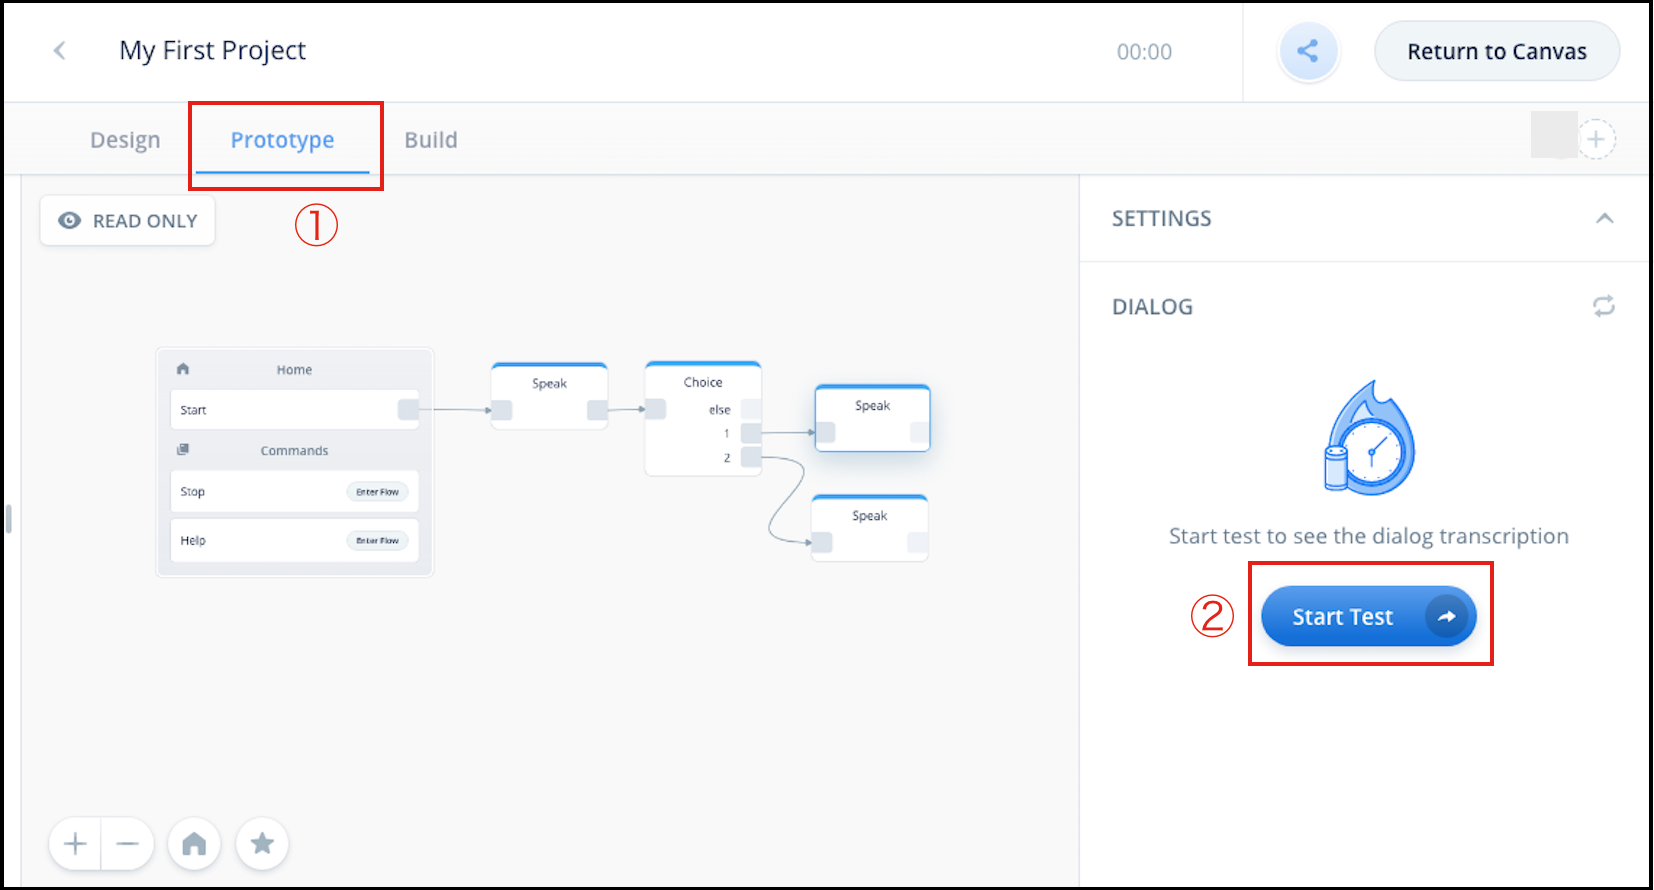 My First Project
00:00
Return to Canvas
Design
Prototype
Build
①
READ ONLY
SETTINGS
DIALOG
Home
Start
Commands
Stop
Enter Flow
Help
Enter Flow
Speak
Choice
else
1
2
Speak
Speak
Start test to see the dialog transcription
②
Start Test